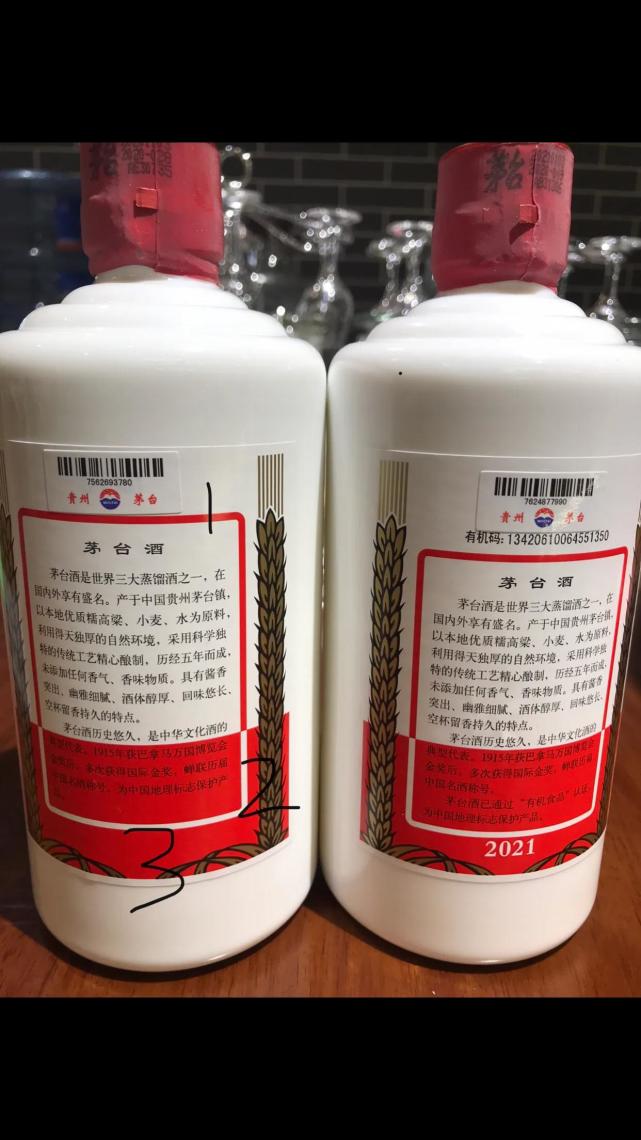 茅台
茅台
7562693780
贵州 茅台
1
茅台酒
茅台酒是世界三大蒸馏酒之一，在
国内外享有盛名。产于中国贵州茅台镇，
以本地优质糯高粱、小麦、水为原料，
利用得天独厚的自然环境，采用科学独
特的传统工艺精心酿制，历经五年而成，
未添加任何香气、香味物质。具有酱香
突出、幽雅细腻、酒体醇厚、回味悠长、
空杯留香持久的特点。
茅台酒历史悠久，是中华文化酒的
典型代表。1915年获巴拿马万国博览会
金奖后，多次获得国际金奖，蝉联历届
中国名酒称号，为中国地理标志保护产
品。
2
3
7624877990
贵州 茅台
有机码: 13420610064551350
茅台酒
茅台酒是世界三大蒸馏酒之一，在
国内外享有盛名。产于中国贵州茅台镇，
以本地优质糯高粱、小麦、水为原料，
利用得天独厚的自然环境，采用科学独
特的传统工艺精心酿制，历经五年而成，
未添加任何香气、香味物质。具有酱香
突出、幽雅细腻、酒体醇厚、回味悠长、
空杯留香持久的特点。
茅台酒历史悠久，是中华文化酒的
典型代表。1915年获巴拿马万国博览会
金奖后，多次获得国际金奖，蝉联历届
中国名酒称号。
茅台酒已通过“有机食品”认证，
为中国地理标志保护产品。
2021